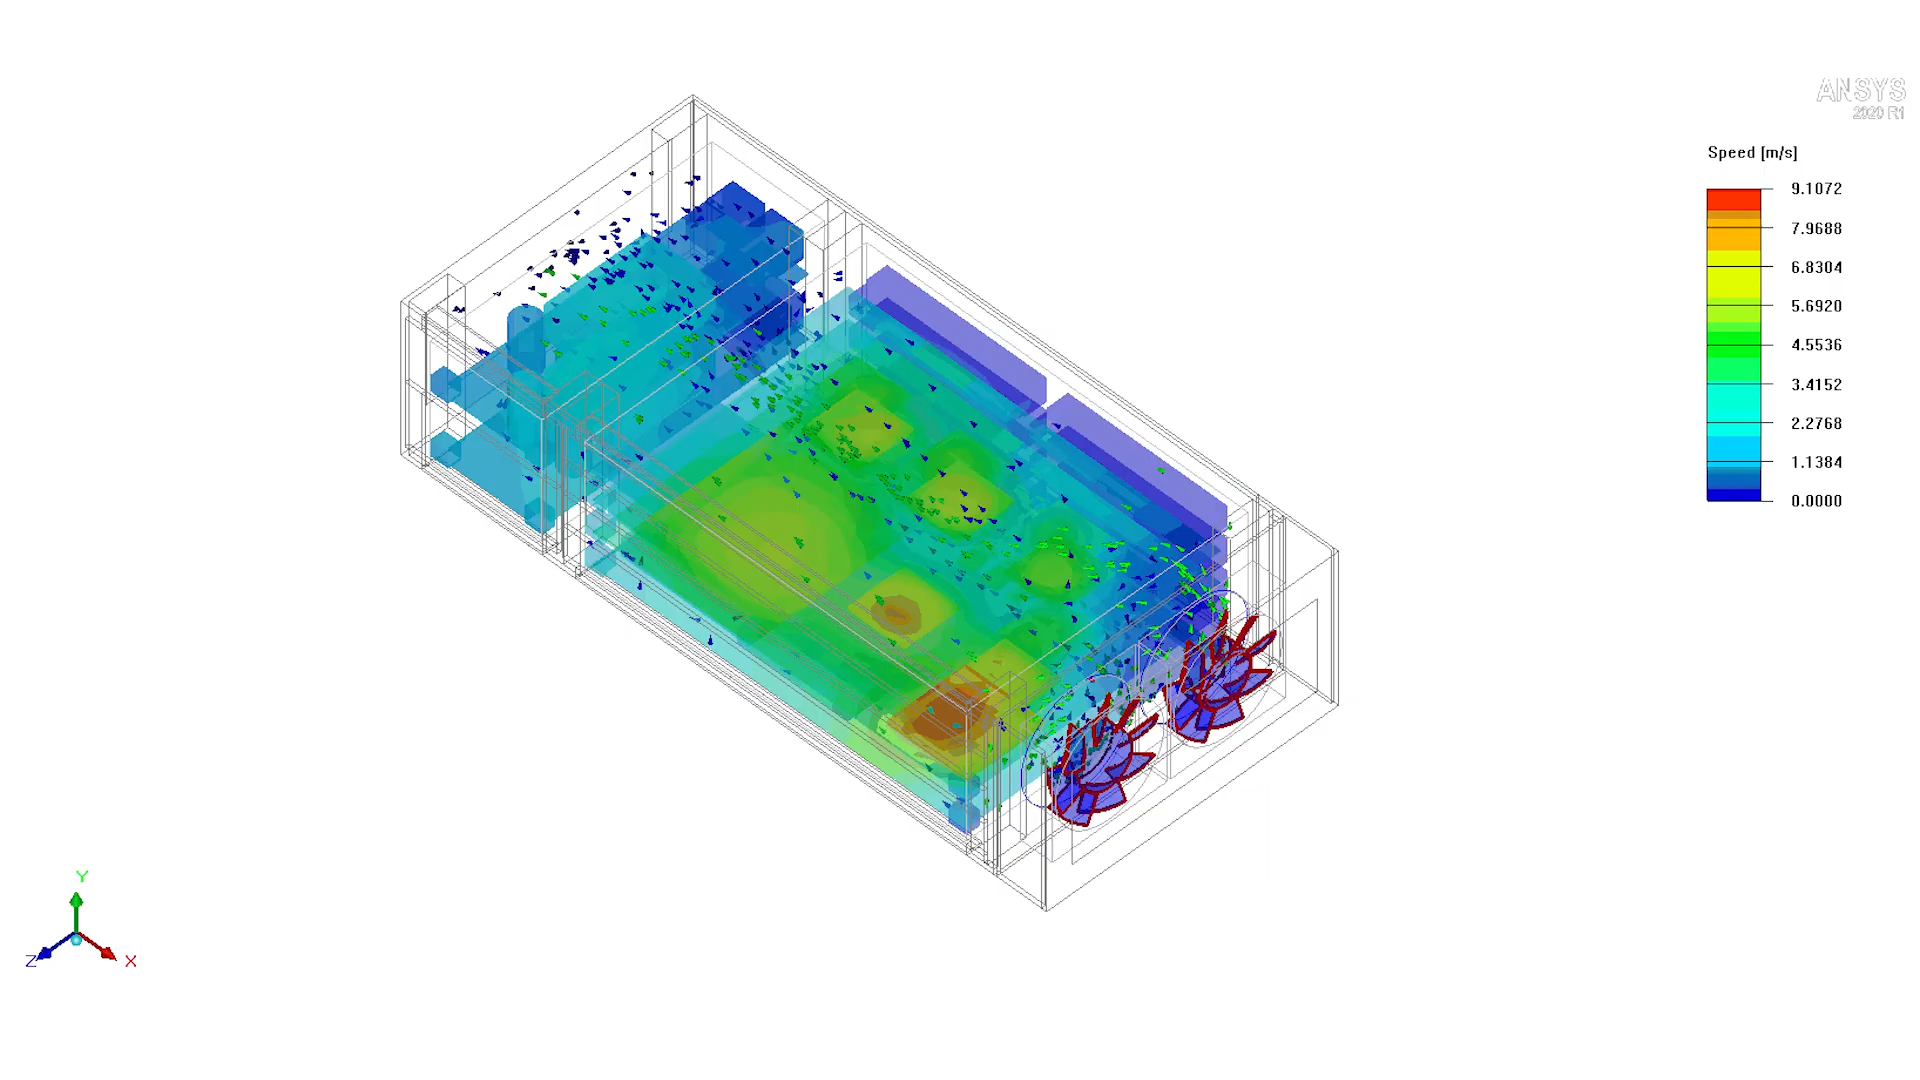 ANSYS
2020 R1
Speed [m/s]
9.1072
7.9688
6.8304
5.6920
4.5536
3.4152
2.2768
1.1384
0.0000
Y
Z
X